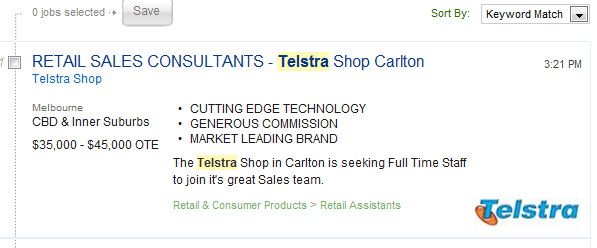 0 jobs selected
Save
Sort By: Keyword Match
RETAIL SALES CONSULTANTS - Telstra Shop Carlton
3:21 PM
Telstra Shop
Melbourne
CBD & Inner Suburbs
$35,000 - $45,000 OTE
• CUTTING EDGE TECHNOLOGY
• GENEROUS COMMISSION
• MARKET LEADING BRAND
The Telstra Shop in Carlton is seeking Full Time Staff
to join it's great Sales team.
Retail & Consumer Products > Retail Assistants
Telstra